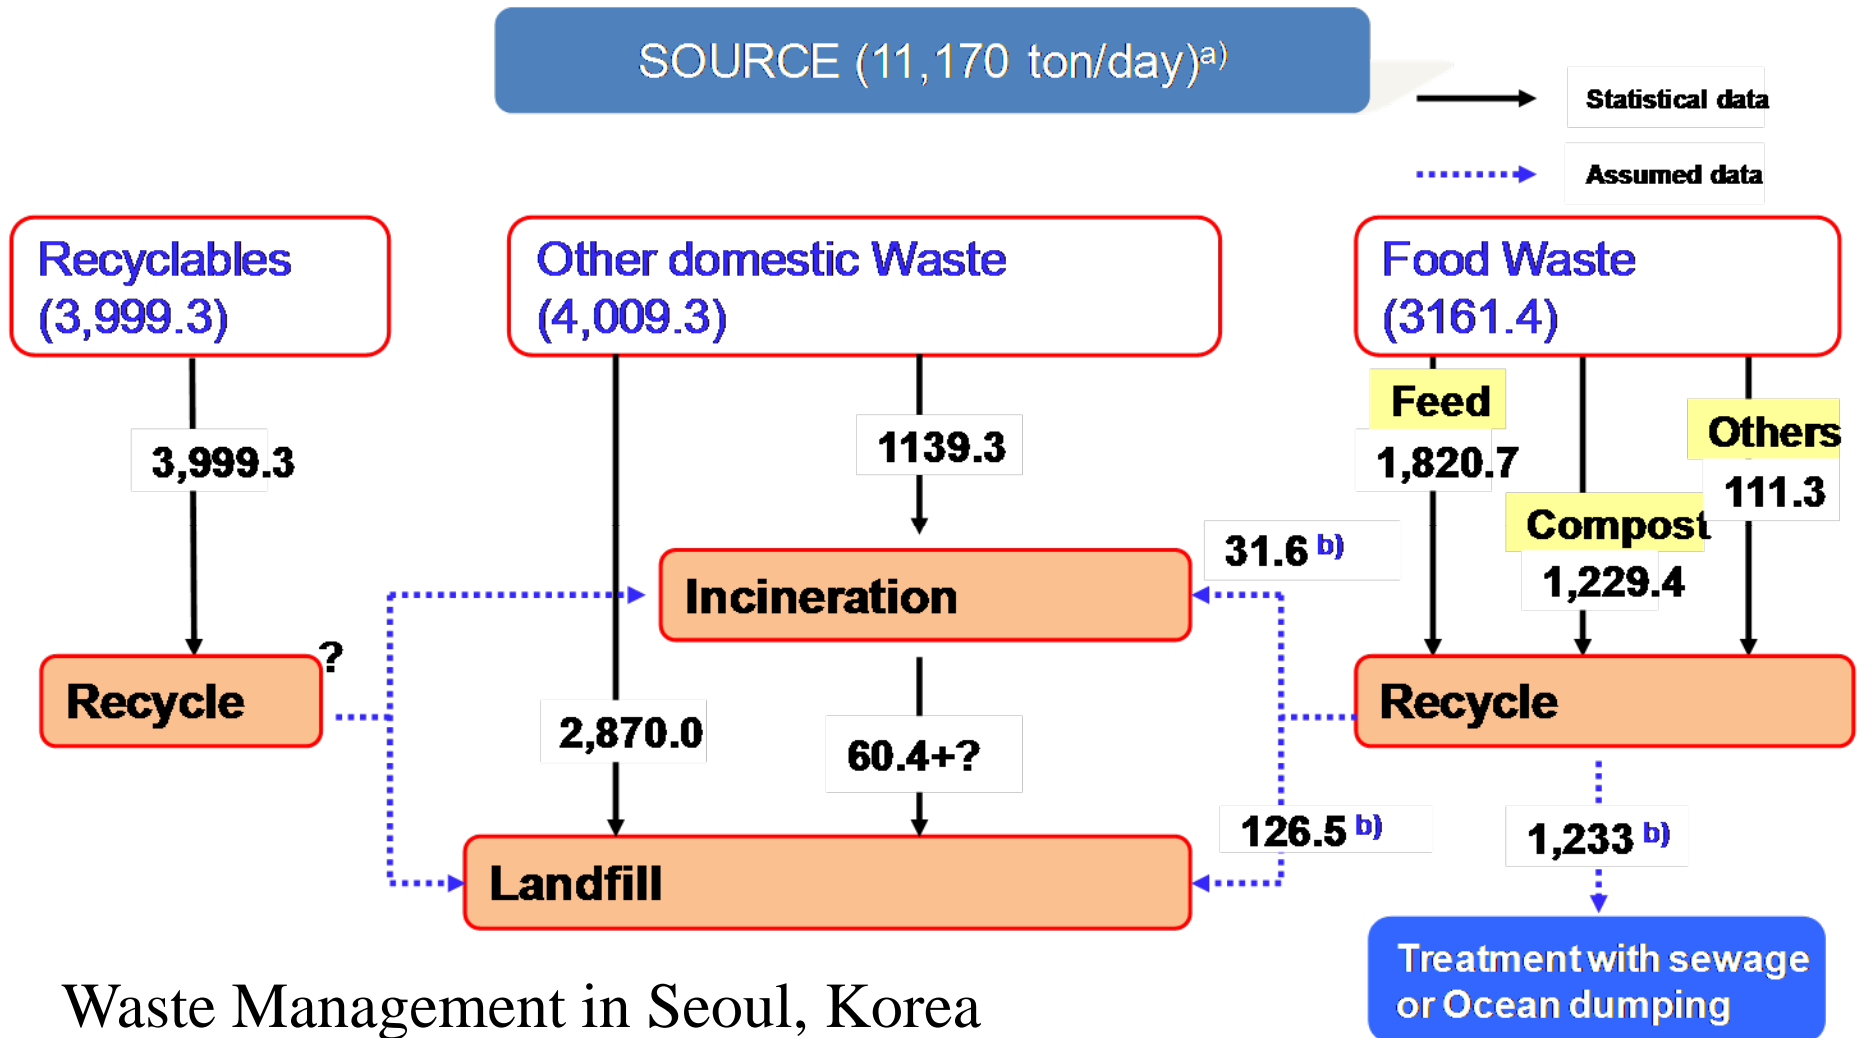 SOURCE (11,170 ton/day)a)
Statistical data
Assumed data
Recyclables
(3,999.3)
Other domestic Waste
(4,009.3)
Food Waste
(3161.4)
Feed
1,820.7
Others
111.3
3,999.3
1139.3
Compost
1,229.4
31.6 b)
Incineration
?
Recycle
2,870.0
60.4+?
Recycle
126.5 b)
1,233 b)
Landfill
Treatment with sewage
or Ocean dumping
Waste Management in Seoul, Korea